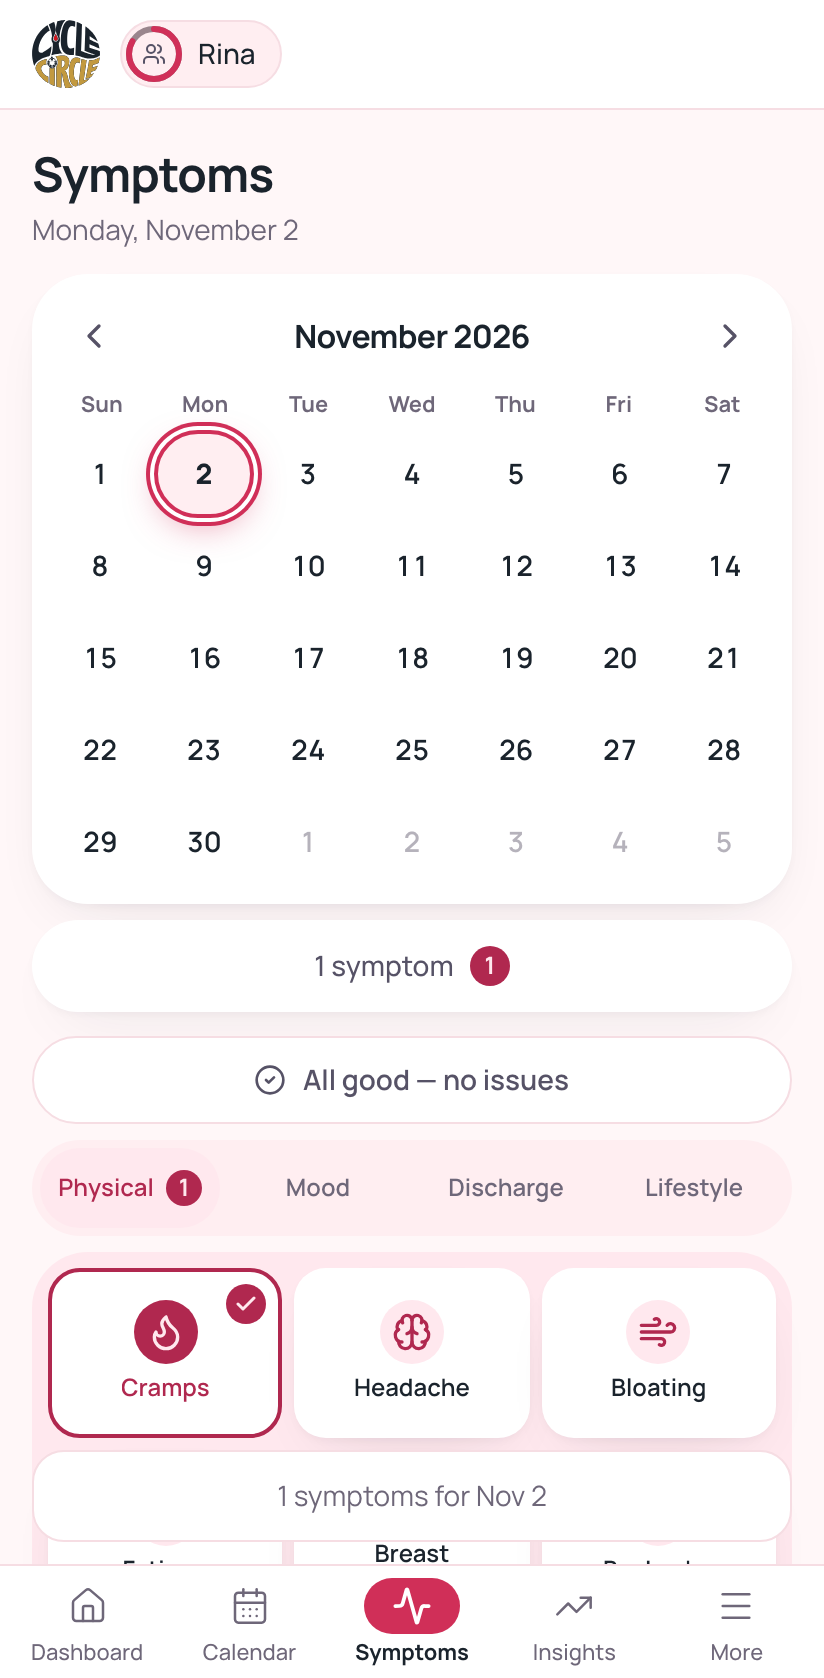 CYCLE
CIRCLE
Rina
Symptoms
Monday, November 2
November 2026
Sun Mon Tue Wed Thu Fri Sat
1 2 3 4 5 6 7
8 9 10 11 12 13 14
15 16 17 18 19 20 21
22 23 24 25 26 27 28
29 30 1 2 3 4 5
1 symptom 1
All good — no issues
Physical 1 Mood Discharge Lifestyle
Cramps Headache Bloating
1 symptoms for Nov 2
Breast
Dashboard Calendar Symptoms Insights More